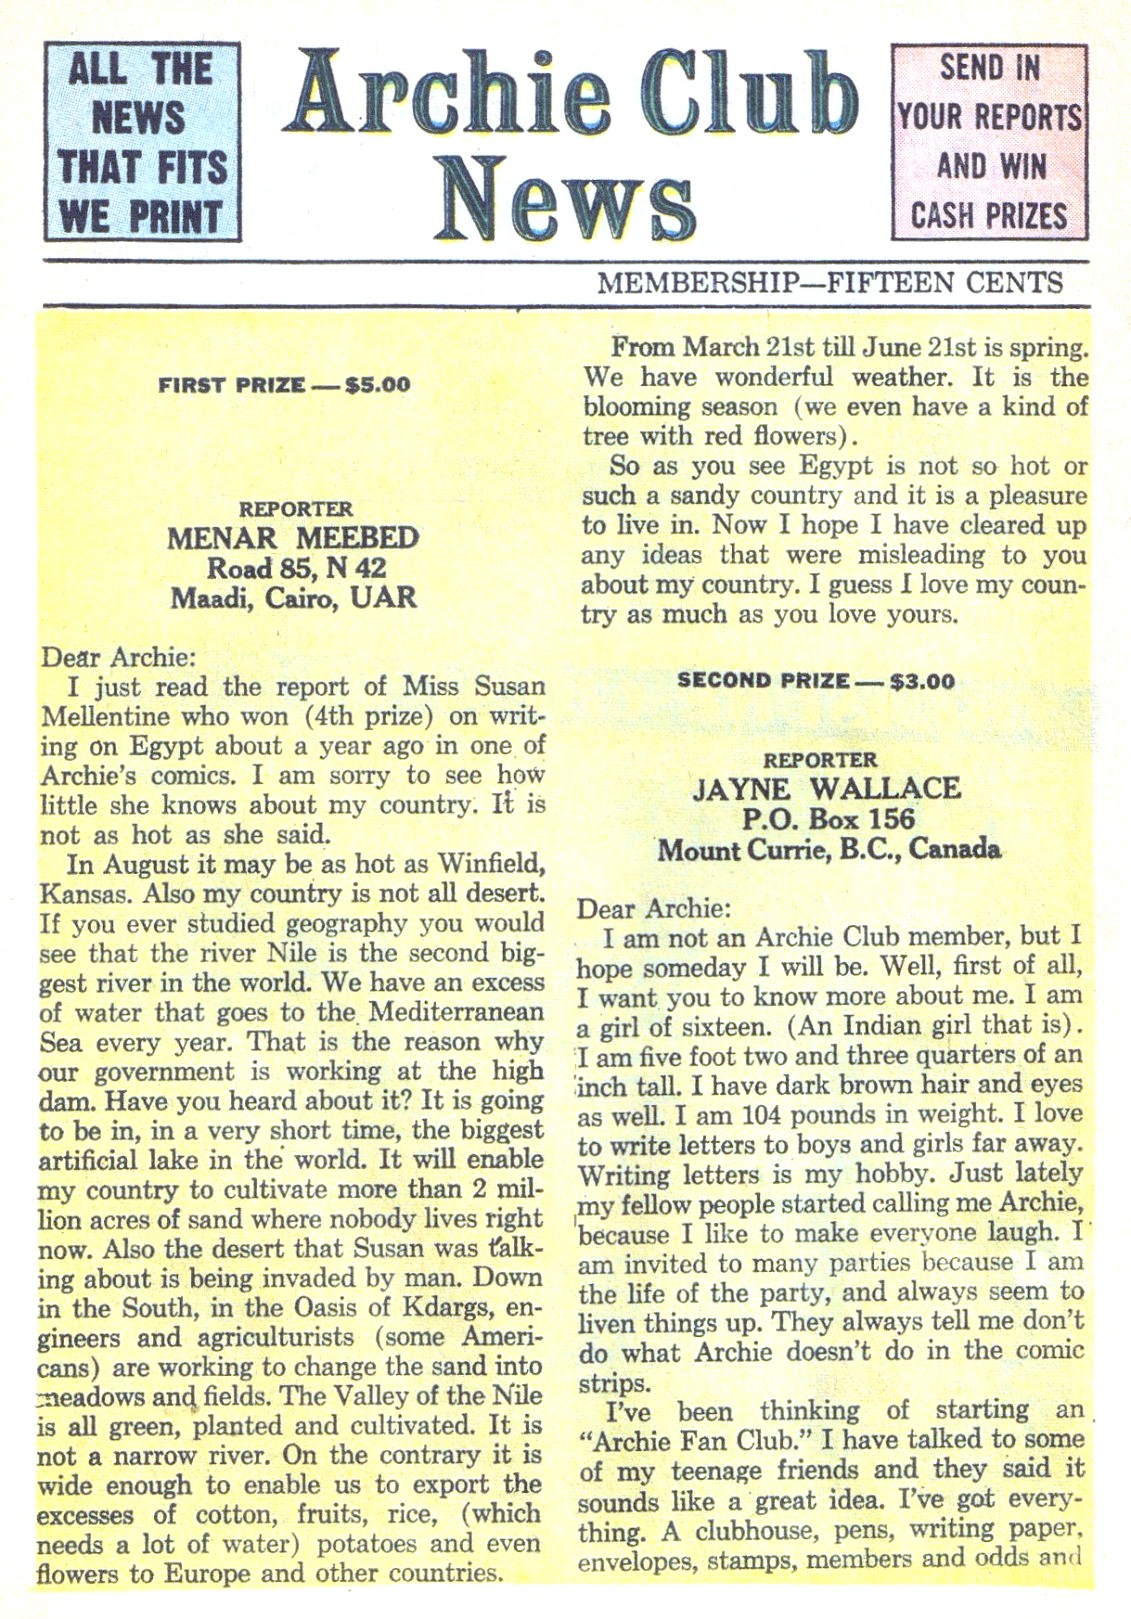 ALL THE
NEWS
THAT FITS
WE PRINT
Archie Club
News
SEND IN
YOUR REPORTS
AND WIN
CASH PRIZES
MEMBERSHIP—FIFTEEN CENTS
FIRST PRIZE — $5.00
REPORTER
MENAR MEEBED
Road 85, N 42
Maadi, Cairo, UAR
Dear Archie:
I just read the report of Miss Susan
Mellentine who won (4th prize) on writ-
ing on Egypt about a year ago in one of
Archie's comics. I am sorry to see how
little she knows about my country. It is
not as hot as she said.
In August it may be as hot as Winfield,
Kansas. Also my country is not all desert.
If you ever studied geography you would
see that the river Nile is the second big-
gest river in the world. We have an excess
of water that goes to the Mediterranean
Sea every year. That is the reason why
our government is working at the high
dam. Have you heard about it? It is going
to be in, in a very short time, the biggest
artificial lake in the world. It will enable
my country to cultivate more than 2 mil-
lion acres of sand where nobody lives right
now. Also the desert that Susan was talk-
ing about is being invaded by man. Down
in the South, in the Oasis of Kdargs, en-
gineers and agriculturists (some Ameri-
cans) are working to change the sand into
meadows and fields. The Valley of the Nile
is all green, planted and cultivated. It is
not a narrow river. On the contrary it is
wide enough to enable us to export the
excesses of cotton, fruits, rice, (which
needs a lot of water) potatoes and even
flowers to Europe and other countries.
From March 21st till June 21st is spring.
We have wonderful weather. It is the
blooming season (we even have a kind of
tree with red flowers).
So as you see Egypt is not so hot or
such a sandy country and it is a pleasure
to live in. Now I hope I have cleared up
any ideas that were misleading to you
about my country. I guess I love my coun-
try as much as you love yours.
SECOND PRIZE — $3.00
REPORTER
JAYNE WALLACE
P.O. Box 156
Mount Currie, B.C., Canada
Dear Archie:
I am not an Archie Club member, but I
hope someday I will be. Well, first of all,
I want you to know more about me. I am
a girl of sixteen. (An Indian girl that is).
I am five foot two and three quarters of an
inch tall. I have dark brown hair and eyes
as well. I am 104 pounds in weight. I love
to write letters to boys and girls far away.
Writing letters is my hobby. Just lately
my fellow people started calling me Archie,
because I like to make everyone laugh. I
am invited to many parties because I am
the life of the party, and always seem to
liven things up. They always tell me don't
do what Archie doesn't do in the comic
strips.
I've been thinking of starting an
"Archie Fan Club." I have talked to some
of my teenage friends and they said it
sounds like a great idea. I've got every-
thing. A clubhouse, pens, writing paper,
envelopes, stamps, members and odds and